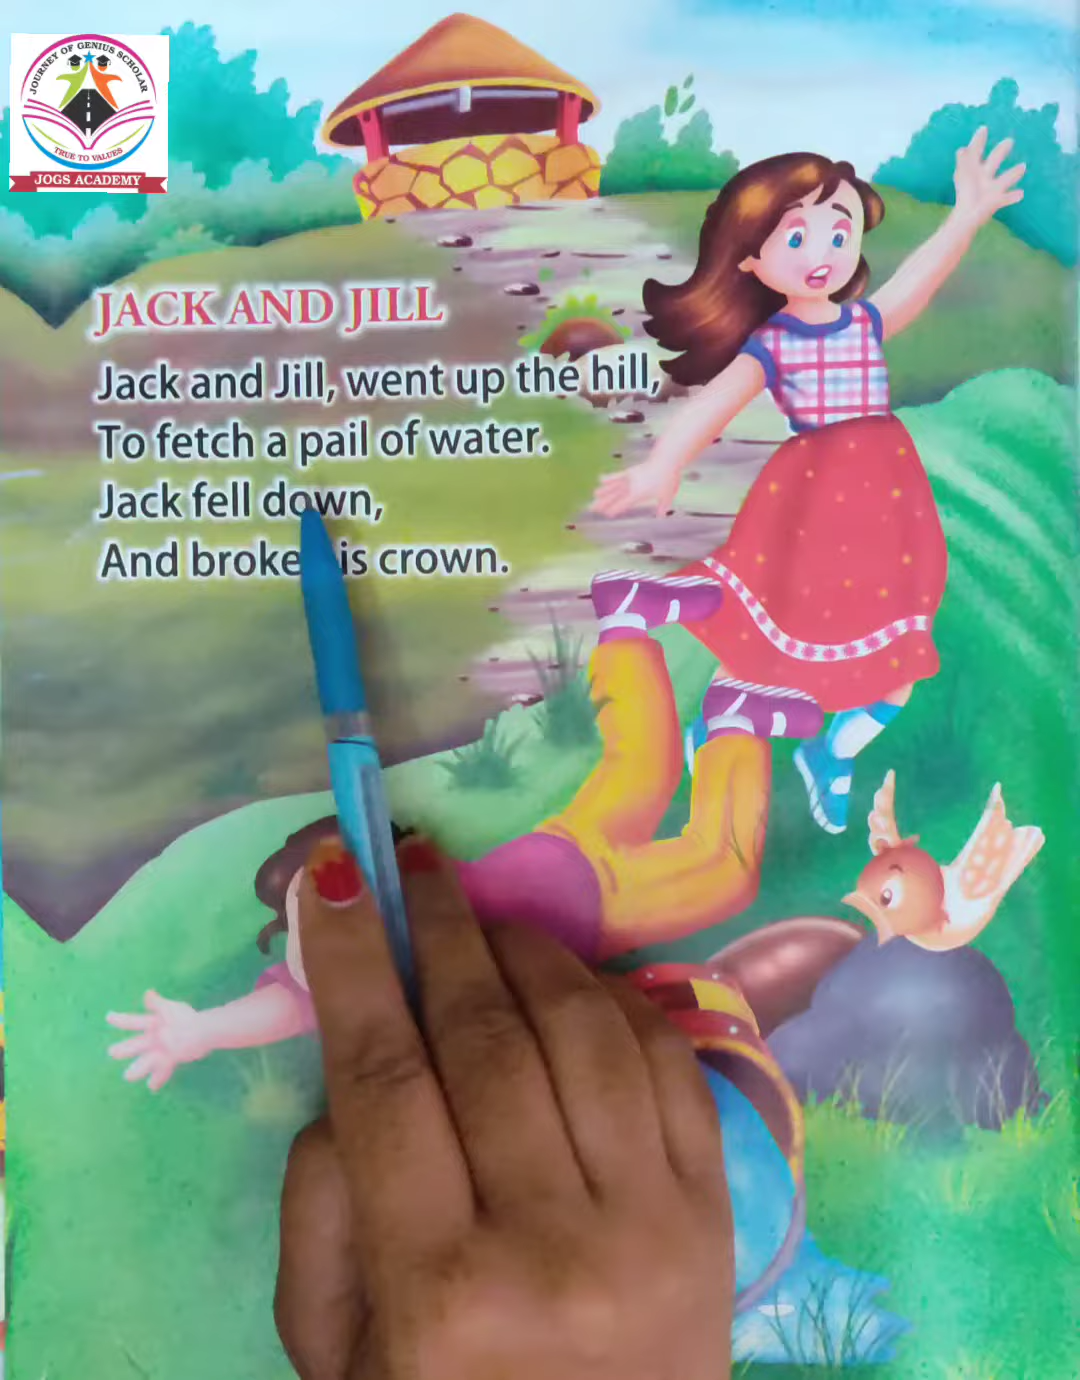 JOURNEY OF GENIUS SCHOLAR
TRUE TO VALUES
JOGS ACADEMY
JACK AND JILL
Jack and Jill, went up the hill,
To fetch a pail of water.
Jack fell down,
And broke is crown.